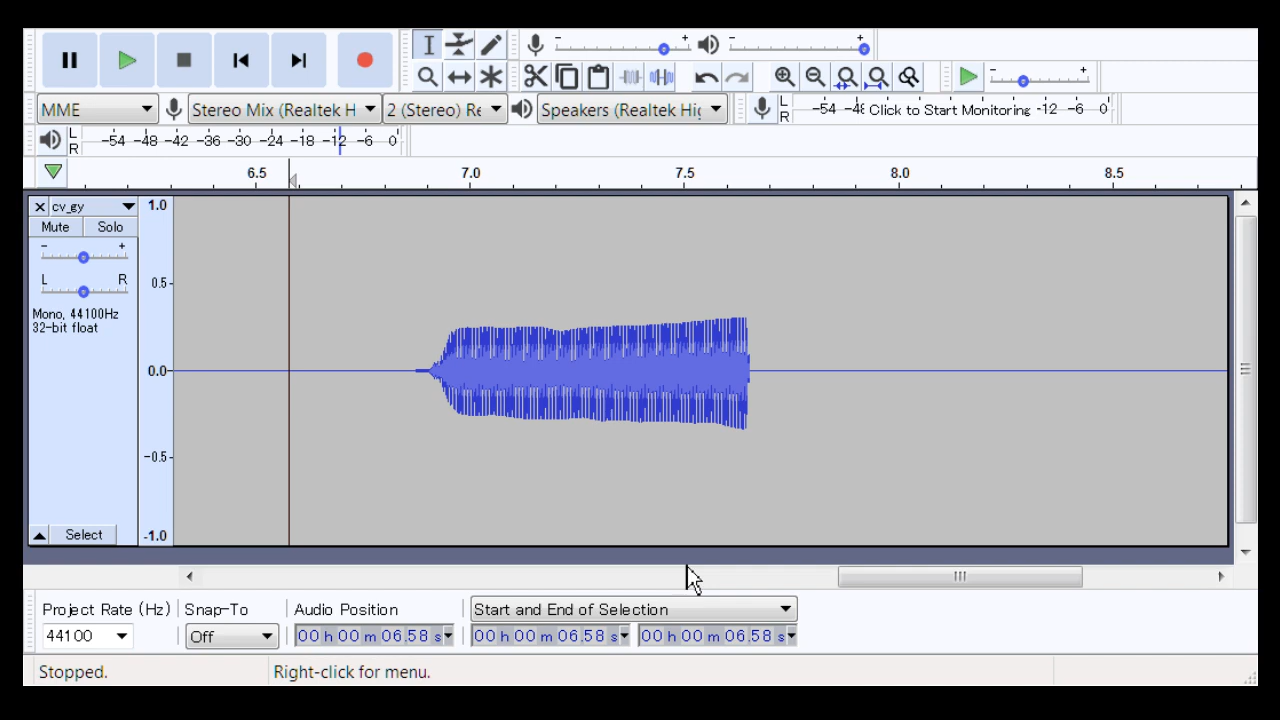 MME
Stereo Mix (Realtek H
2 (Stereo) Re
Speakers (Realtek Hig
L
R
-54 -48 Click to Start Monitoring -12 -6 0
L
R
-54 -48 -42 -36 -30 -24 -18 -12 -6 0
6.5 7.0 7.5 8.0 8.5
cv_gy
Mute Solo
- +
L R
Mono, 44100Hz
32-bit float
Select
1.0
0.5
0.0
-0.5
-1.0
Project Rate (Hz) Snap-To Audio Position Start and End of Selection
44100 Off 00 h 00 m 06.58 s 00 h 00 m 06.58 s 00 h 00 m 06.58 s
Stopped. Right-click for menu.